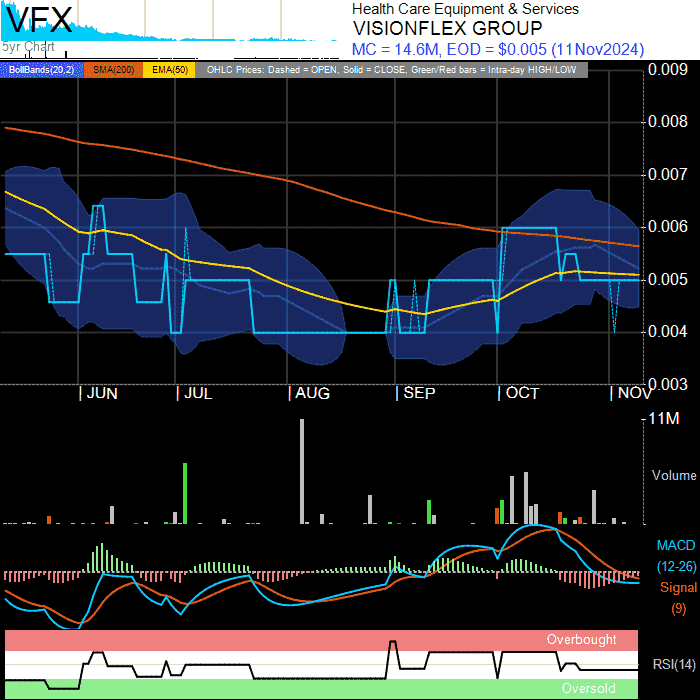 VFX
5yr Chart
Health Care Equipment & Services
VISIONFLEX GROUP
MC = 14.6M, EOD = $0.005 (11Nov2024)
BollBands(20,2) SMA(200) EMA(50) OHLC Prices: Dashed = OPEN, Solid = CLOSE, Green/Red bars = Intra-day HIGH/LOW
0.009
0.008
0.007
0.006
0.005
0.004
0.003
JUN JUL AUG SEP OCT NOV
11M
Volume
MACD
(12-26)
Signal
(9)
Overbought
RSI(14)
Oversold